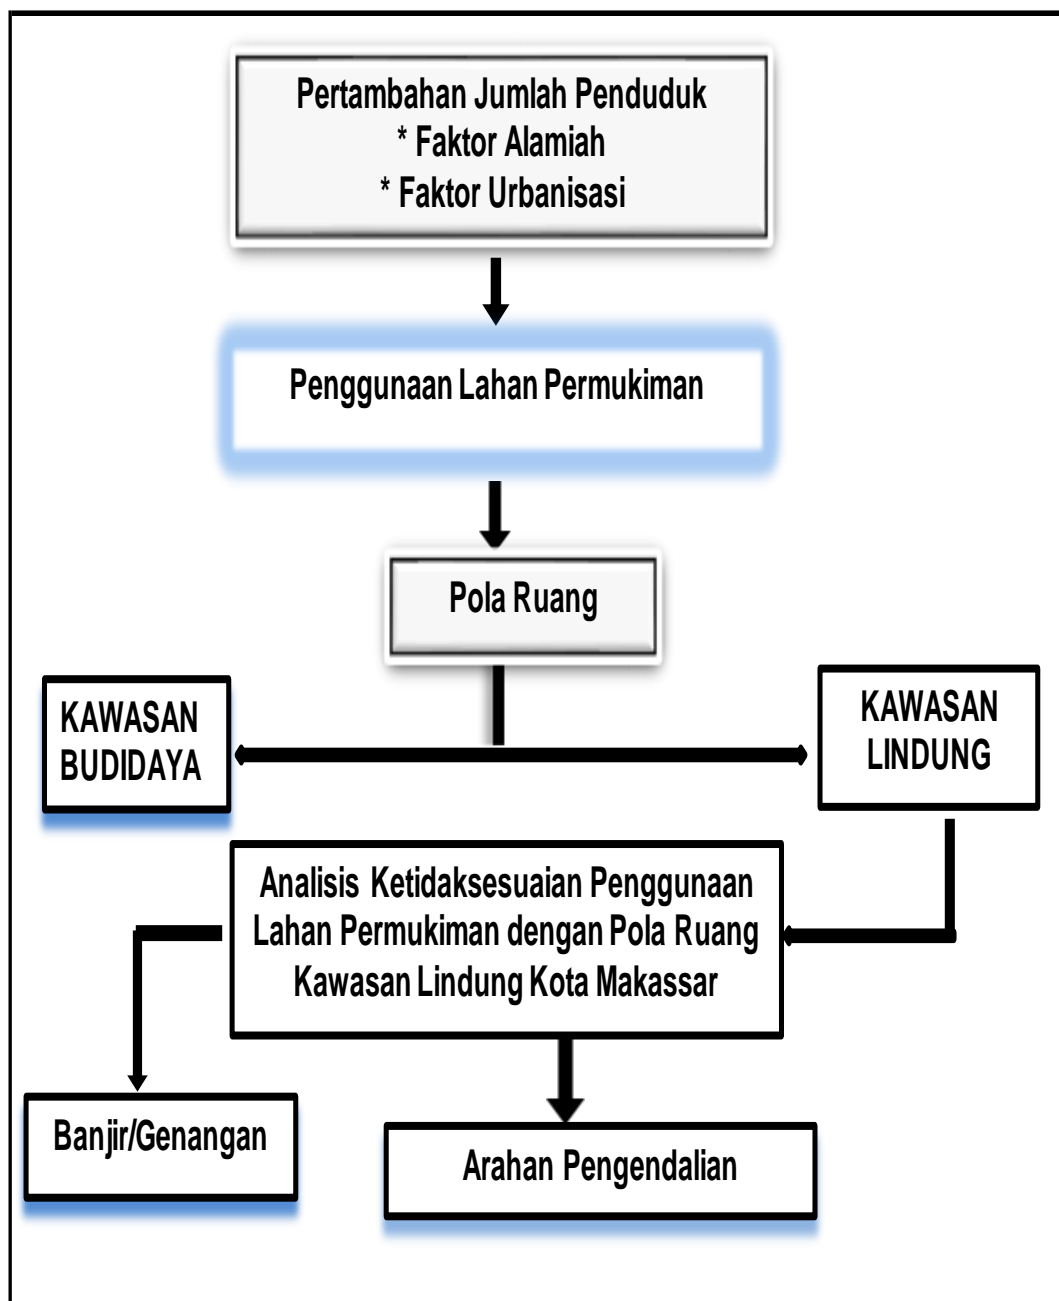 Pertambahan Jumlah Penduduk
* Faktor Alamiah
* Faktor Urbanisasi
Penggunaan Lahan Permukiman
Pola Ruang
KAWASAN
BUDIDAYA
KAWASAN
LINDUNG
Analisis Ketidaksesuaian Penggunaan
Lahan Permukiman dengan Pola Ruang
Kawasan Lindung Kota Makassar
Banjir/Genangan
Arahan Pengendalian